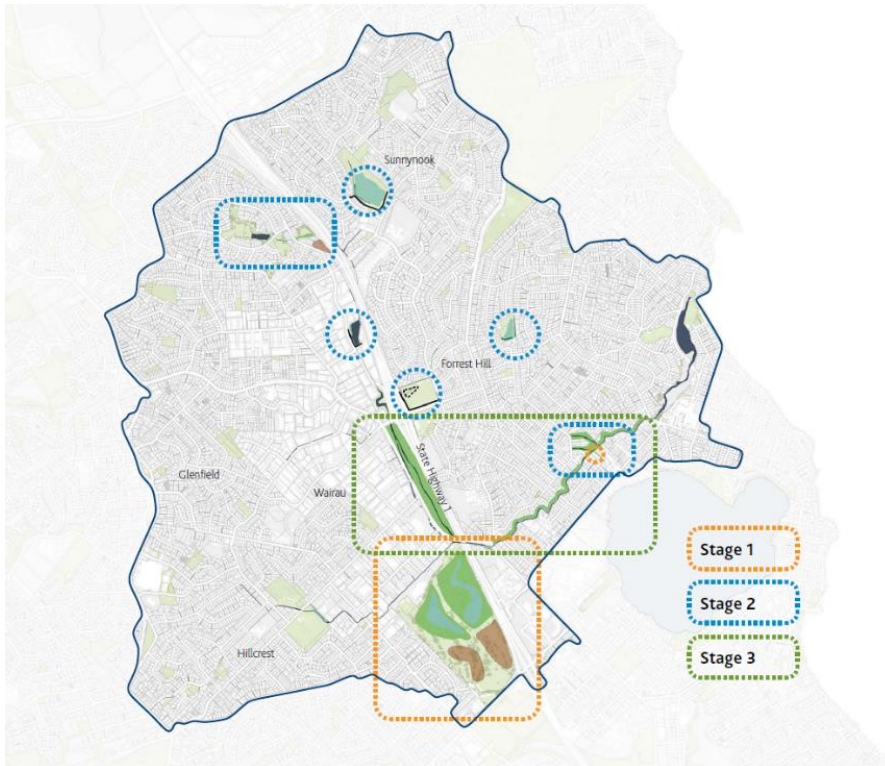 Sunnynook
Forrest Hill
State Highway 1
Glenfield
Wairau
Hillcrest
Stage 1
Stage 2
Stage 3